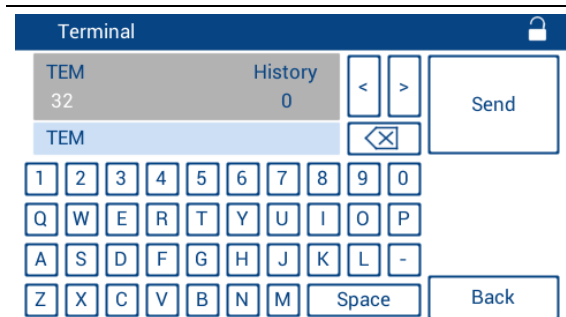 Terminal
TEM History
32 0
< >
Send
TEM
1 2 3 4 5 6 7 8 9 0
Q W E R T Y U I O P
A S D F G H J K L -
Z X C V B N M Space
Back